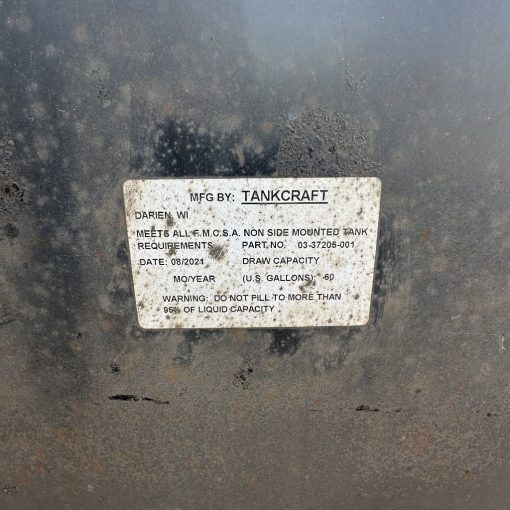 MFG BY: TANKCRAFT
DARIEN, WI
MEETS ALL F.M.C.S.A. NON SIDE MOUNTED TANK
REQUIREMENTS PART NO. 03-37205-001
DATE: 08/2021 DRAW CAPACITY
MO/YEAR (U.S. GALLONS): 60
WARNING: DO NOT FILL TO MORE THAN
95% OF LIQUID CAPACITY